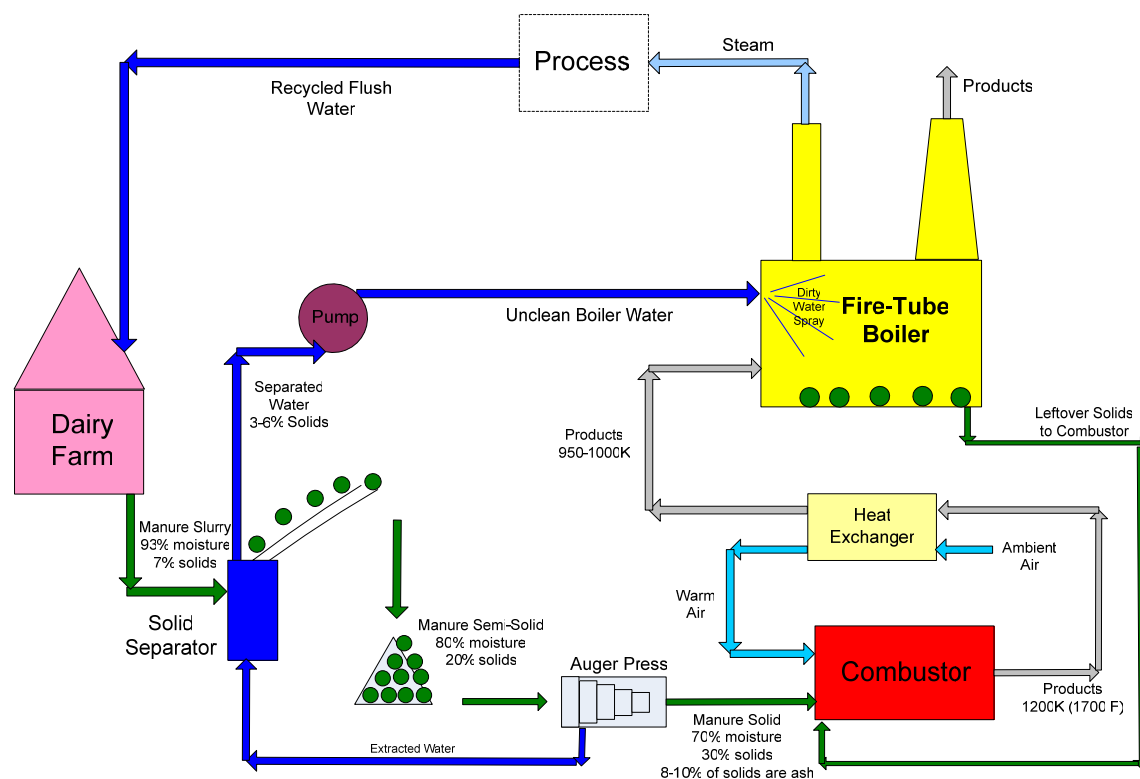 Steam
Process
Recycled Flush
Water
Products
Dirty
Water
Spray
Fire-Tube
Boiler
Pump
Unclean Boiler Water
Separated
Water
3-6% Solids
Dairy
Farm
Leftover Solids
to Combustor
Products
950-1000K
Manure Slurry
93% moisture
7% solids
Heat
Exchanger
Ambient
Air
Warm
Air
Solid
Separator
Manure Semi-Solid
80% moisture
20% solids
Auger Press
Combustor
Products
1200K (1700 F)
Manure Solid
70% moisture
30% solids
8-10% of solids are ash
Extracted Water